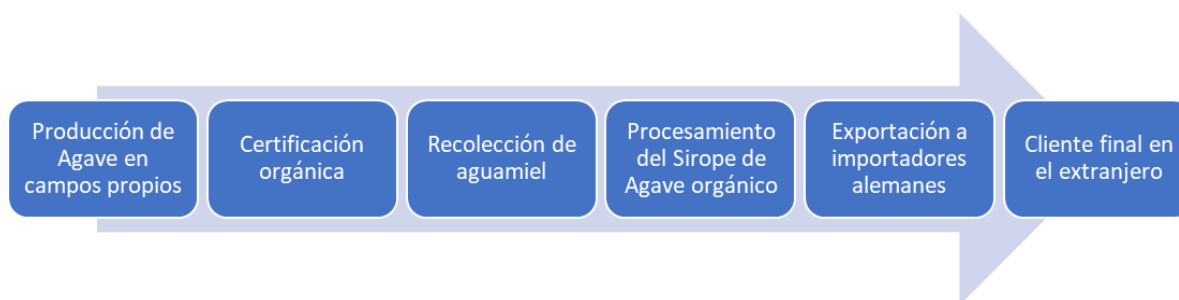 Producción de
Agave en
campos propios
Certificación
orgánica
Recolección de
aguamiel
Procesamiento
del Sirope de
Agave orgánico
Exportación a
importadores
alemanes
Cliente final en
el extranjero